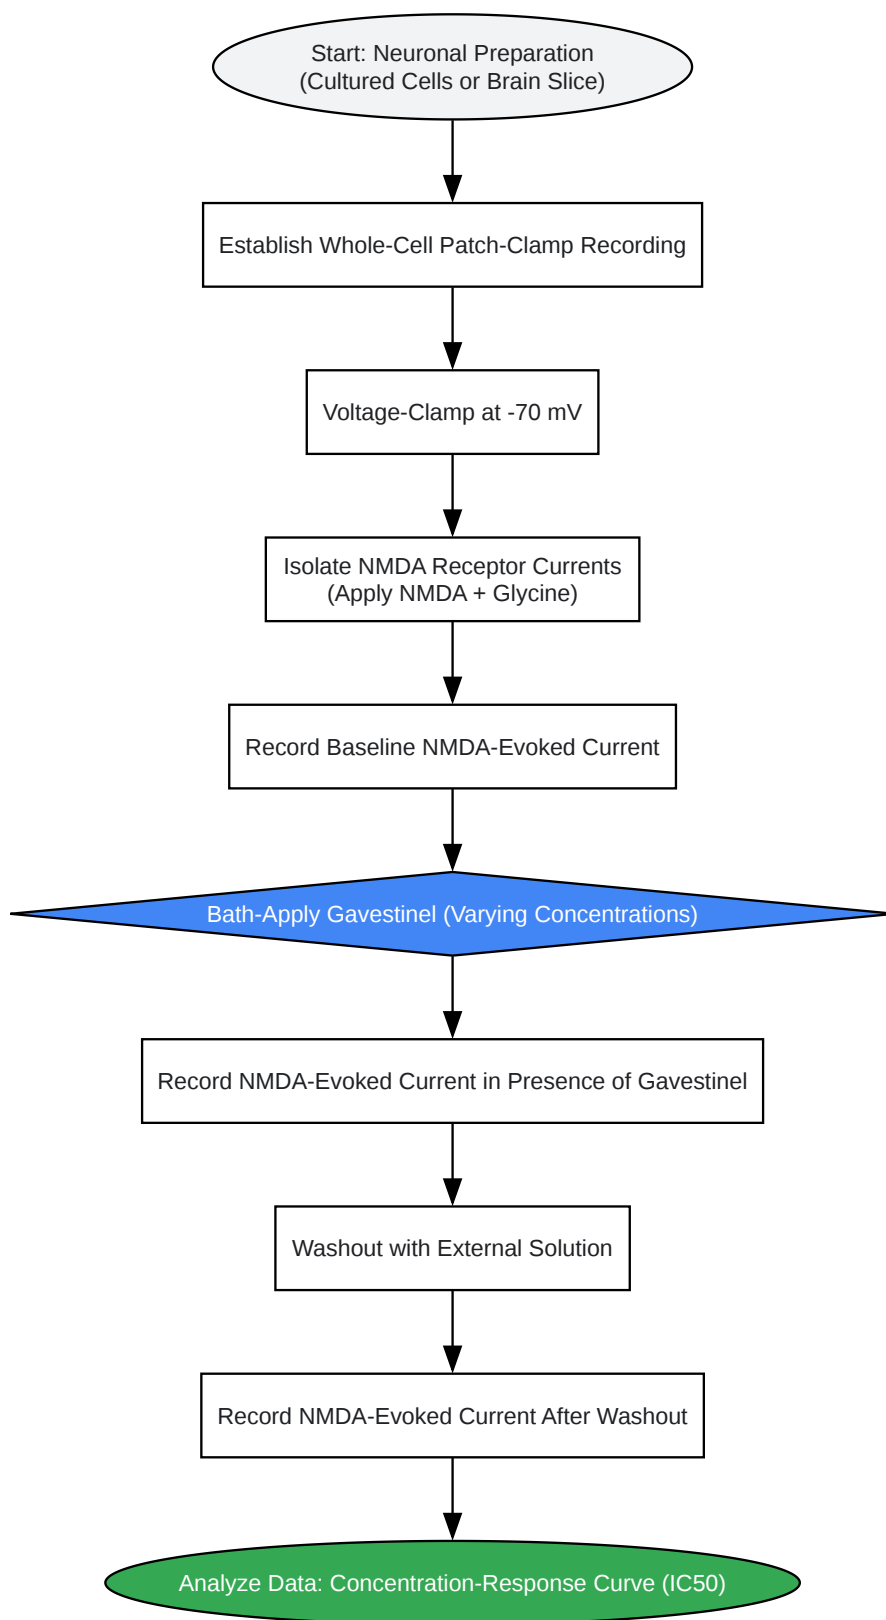 Start: Neuronal Preparation
(Cultured Cells or Brain Slice)
Establish Whole-Cell Patch-Clamp Recording
Voltage-Clamp at -70 mV
Isolate NMDA Receptor Currents
(Apply NMDA + Glycine)
Record Baseline NMDA-Evoked Current
Bath-Apply Gavestinel (Varying Concentrations)
Record NMDA-Evoked Current in Presence of Gavestinel
Washout with External Solution
Record NMDA-Evoked Current After Washout
Analyze Data: Concentration-Response Curve (IC50)